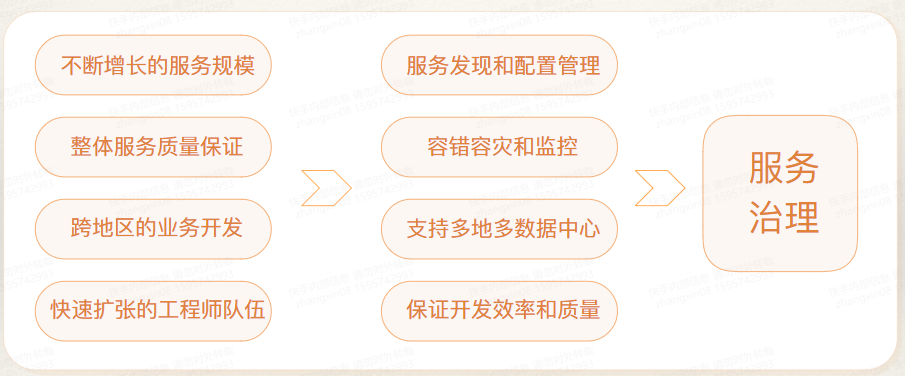 不断增长的服务规模
服务发现和配置管理
整体服务质量保证
容错容灾和监控
跨地区的业务开发
支持多地多数据中心
快速扩张的工程师队伍
保证开发效率和质量
服务
治理